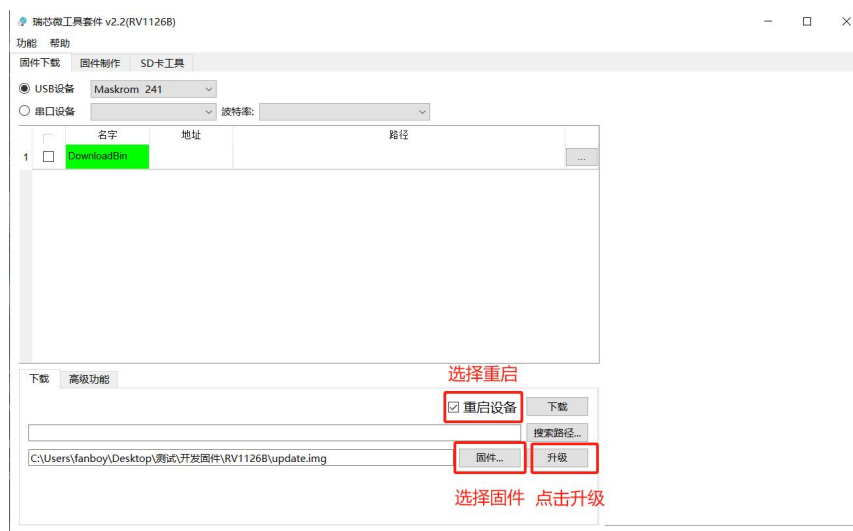 瑞芯微工具套件 v2.2(RV1126B)
功能 帮助
固件下载 固件制作 SD卡工具
USB设备 Maskrom 241
串口设备 波特率:
名字 地址 路径
1 DownloadBin ...
下载 高级功能
选择重启
重启设备 下载
搜索路径...
C:\Users\fanboy\Desktop\测试\开发固件\RV1126B\update.img 固件... 升级
选择固件 点击升级